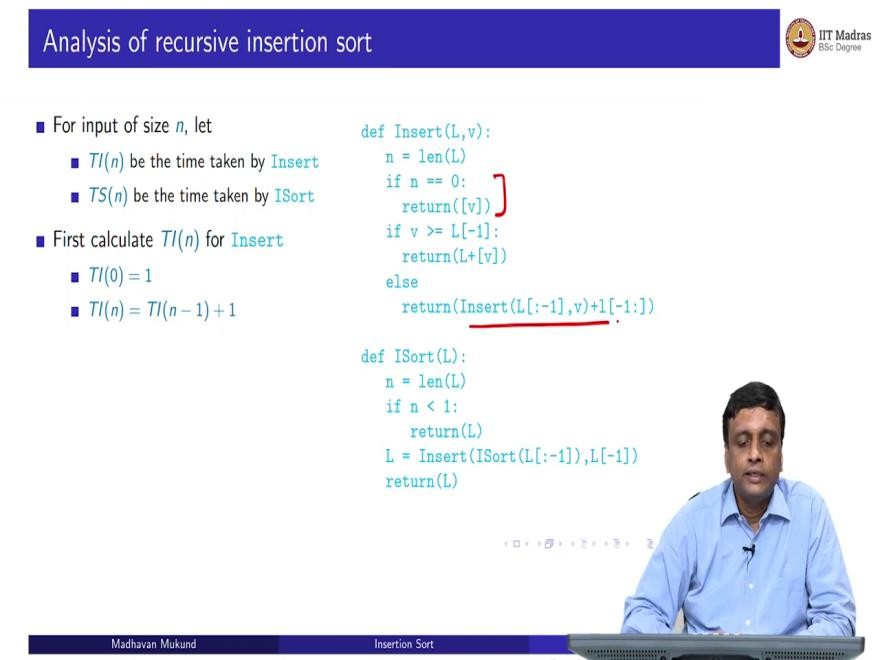 Analysis of recursive insertion sort
IIT Madras
BSc Degree
For input of size n, let
TI(n) be the time taken by Insert
TS(n) be the time taken by ISort
First calculate TI(n) for Insert
TI(0) = 1
TI(n) = TI(n − 1) + 1
def Insert(L,v):
n = len(L)
if n == 0:
return([v])
if v >= L[-1]:
return(L+[v])
else
return(Insert(L[:-1],v)+l[-1:])
def ISort(L):
n = len(L)
if n < 1:
return(L)
L = Insert(ISort(L[:-1]),L[-1])
return(L)
Madhavan Mukund
Insertion Sort